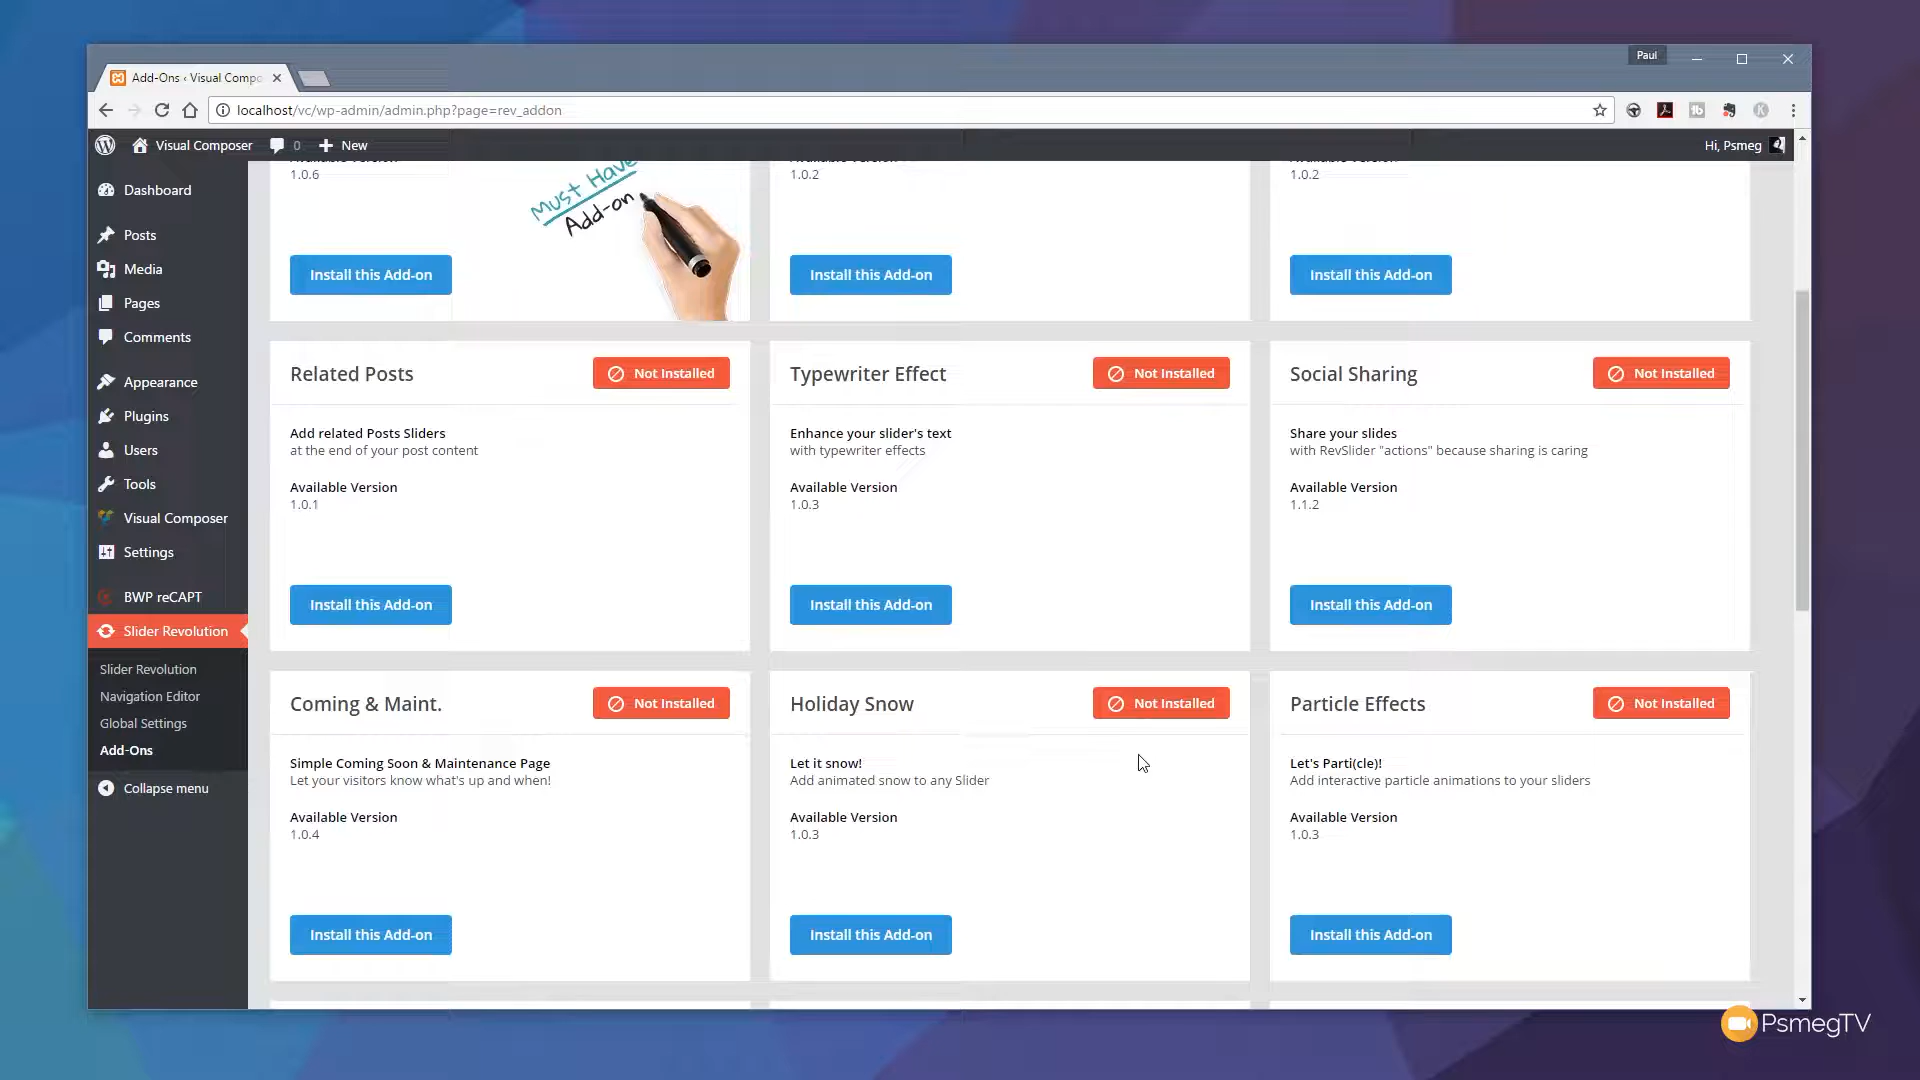 Paul
Add-Ons ‹ Visual Compo
localhost/vc/wp-admin/admin.php?page=rev_addon
Visual Composer
0
New
Hi, Psmeg
Dashboard
Posts
Media
Pages
Comments
Appearance
Plugins
Users
Tools
Visual Composer
Settings
BWP reCAPT
Slider Revolution
Slider Revolution
Navigation Editor
Global Settings
Add-Ons
Collapse menu
1.0.6
Must Have
Add-on
Install this Add-on
1.0.2
Install this Add-on
1.0.2
Install this Add-on
Related Posts
Not Installed
Add related Posts Sliders
at the end of your post content
Available Version
1.0.1
Install this Add-on
Typewriter Effect
Not Installed
Enhance your slider's text
with typewriter effects
Available Version
1.0.3
Install this Add-on
Social Sharing
Not Installed
Share your slides
with RevSlider "actions" because sharing is caring
Available Version
1.1.2
Install this Add-on
Coming & Maint.
Not Installed
Simple Coming Soon & Maintenance Page
Let your visitors know what's up and when!
Available Version
1.0.4
Install this Add-on
Holiday Snow
Not Installed
Let it snow!
Add animated snow to any Slider
Available Version
1.0.3
Install this Add-on
Particle Effects
Not Installed
Let's Parti(cle)!
Add interactive particle animations to your sliders
Available Version
1.0.3
Install this Add-on
PsmegTV